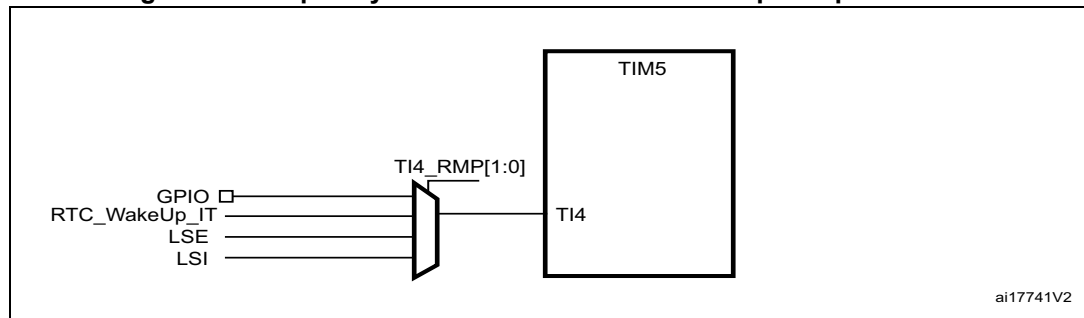 TIM5
TI4_RMP[1:0]
GPIO
RTC_WakeUp_IT
TI4
LSE
LSI
ai17741V2